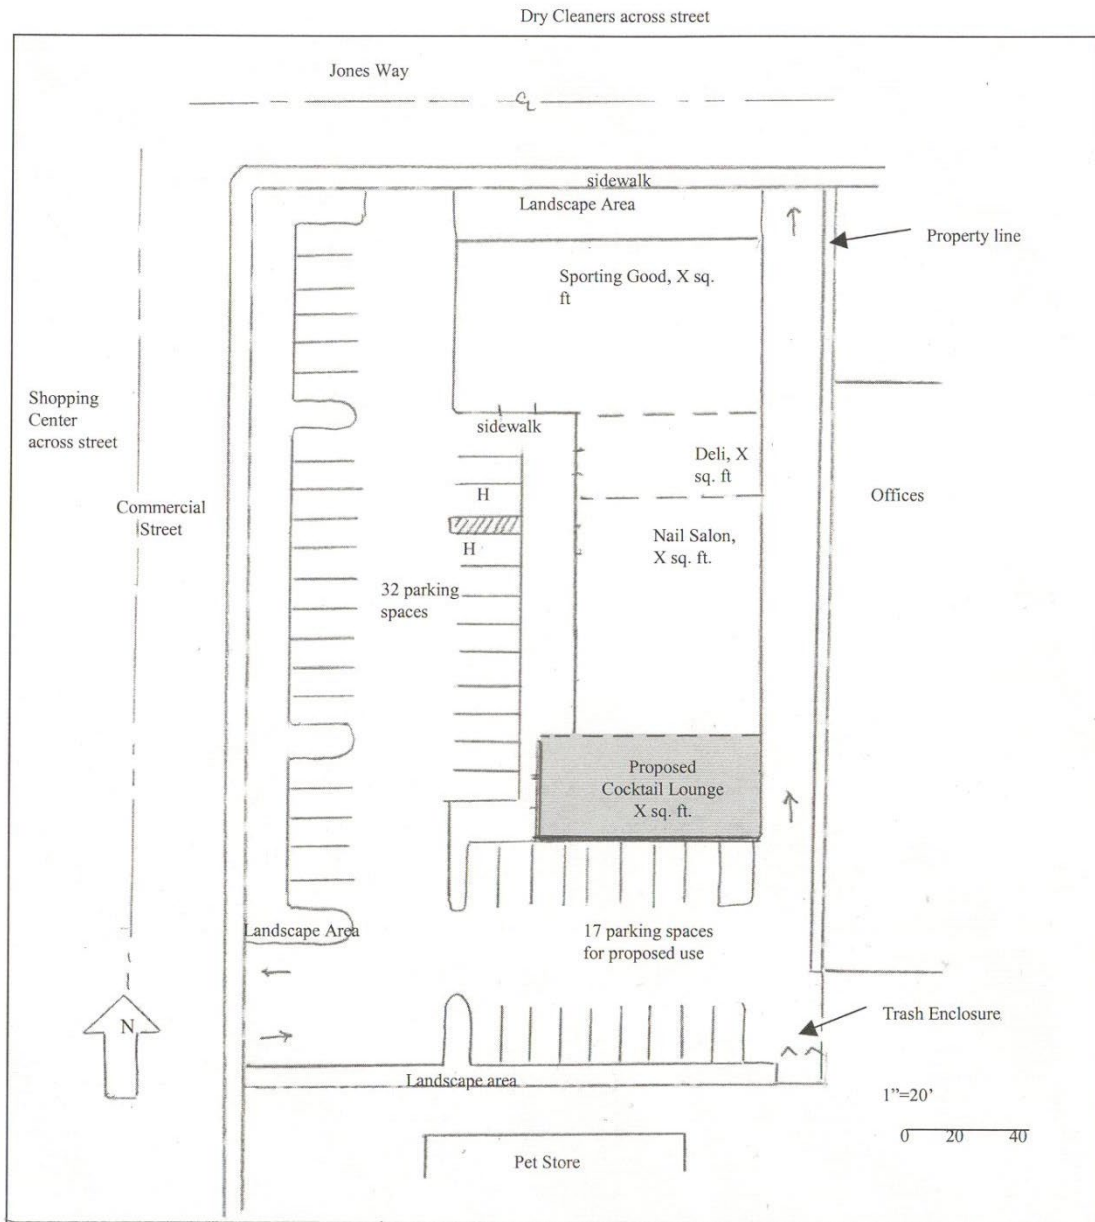 Dry Cleaners across street
Jones Way
CL
sidewalk
Landscape Area
Property line
Sporting Good, X sq.
ft
Shopping
Center
across street
sidewalk
Deli, X
sq. ft
H
Offices
Commercial
Street
Nail Salon,
X sq. ft.
H
32 parking
spaces
Proposed
Cocktail Lounge
X sq. ft.
Landscape Area
17 parking spaces
for proposed use
N
Trash Enclosure
Landscape area
1”=20’
0 20 40
Pet Store